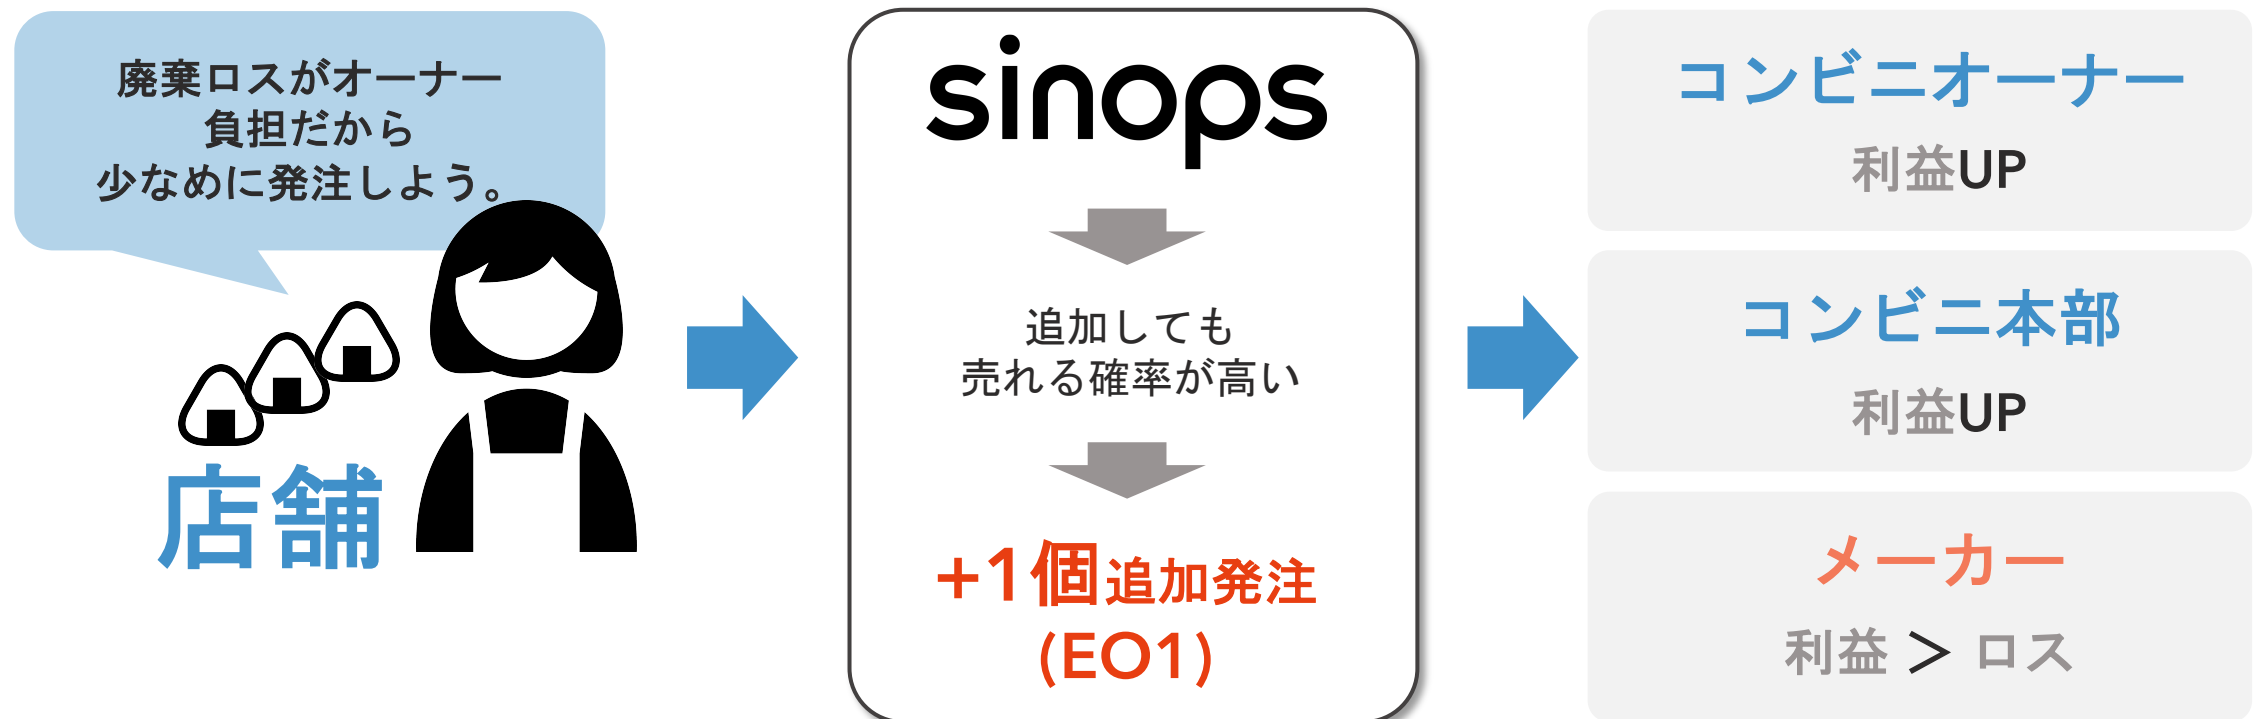 廃棄ロスがオーナー
負担だから
少なめに発注しよう。
店舗
sinops
追加しても
売れる確率が高い
+1個追加発注
(EO1)
コンビニオーナー
利益UP
コンビニ本部
利益UP
メーカー
利益 ＞ ロス